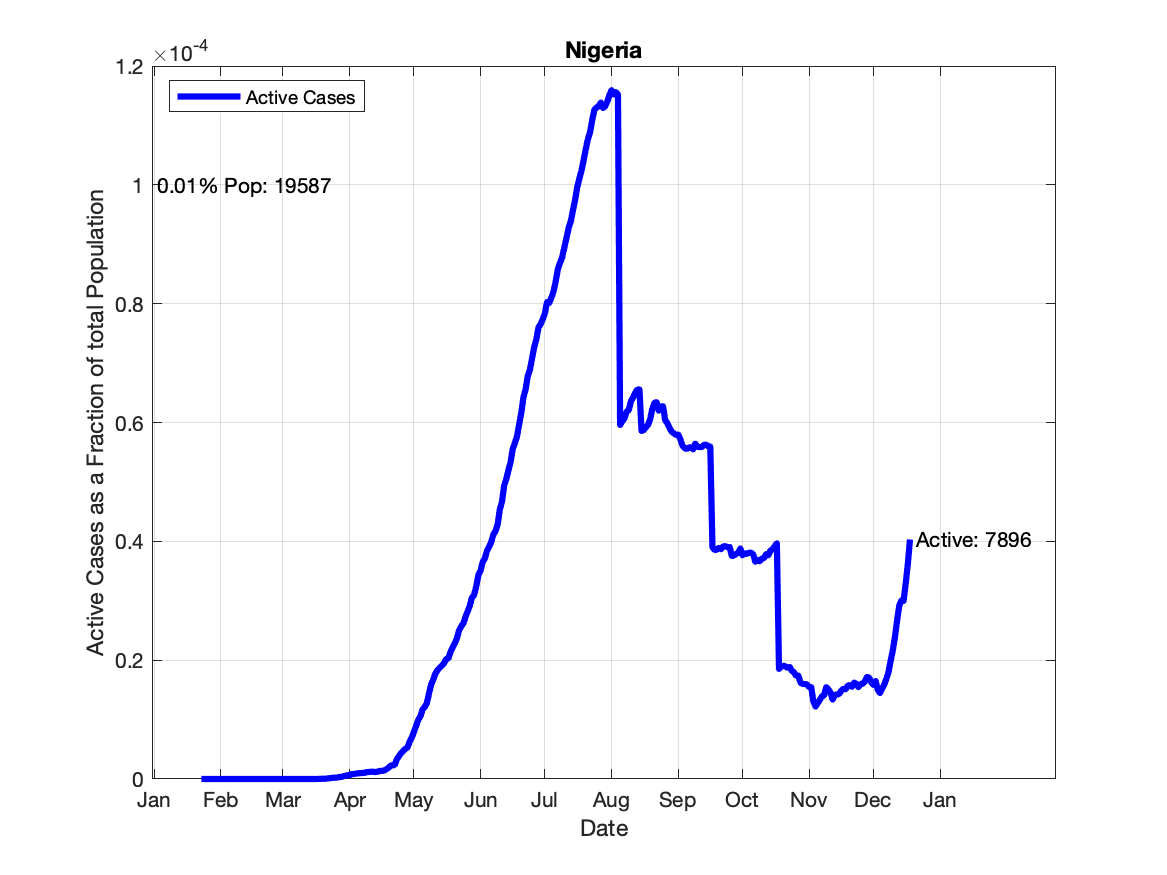 Nigeria
×10-4
Active Cases
0.01% Pop: 19587
Active: 7896
Active Cases as a Fraction of total Population
1.2
1
0.8
0.6
0.4
0.2
0
Jan Feb Mar Apr May Jun Jul Aug Sep Oct Nov Dec Jan
Date